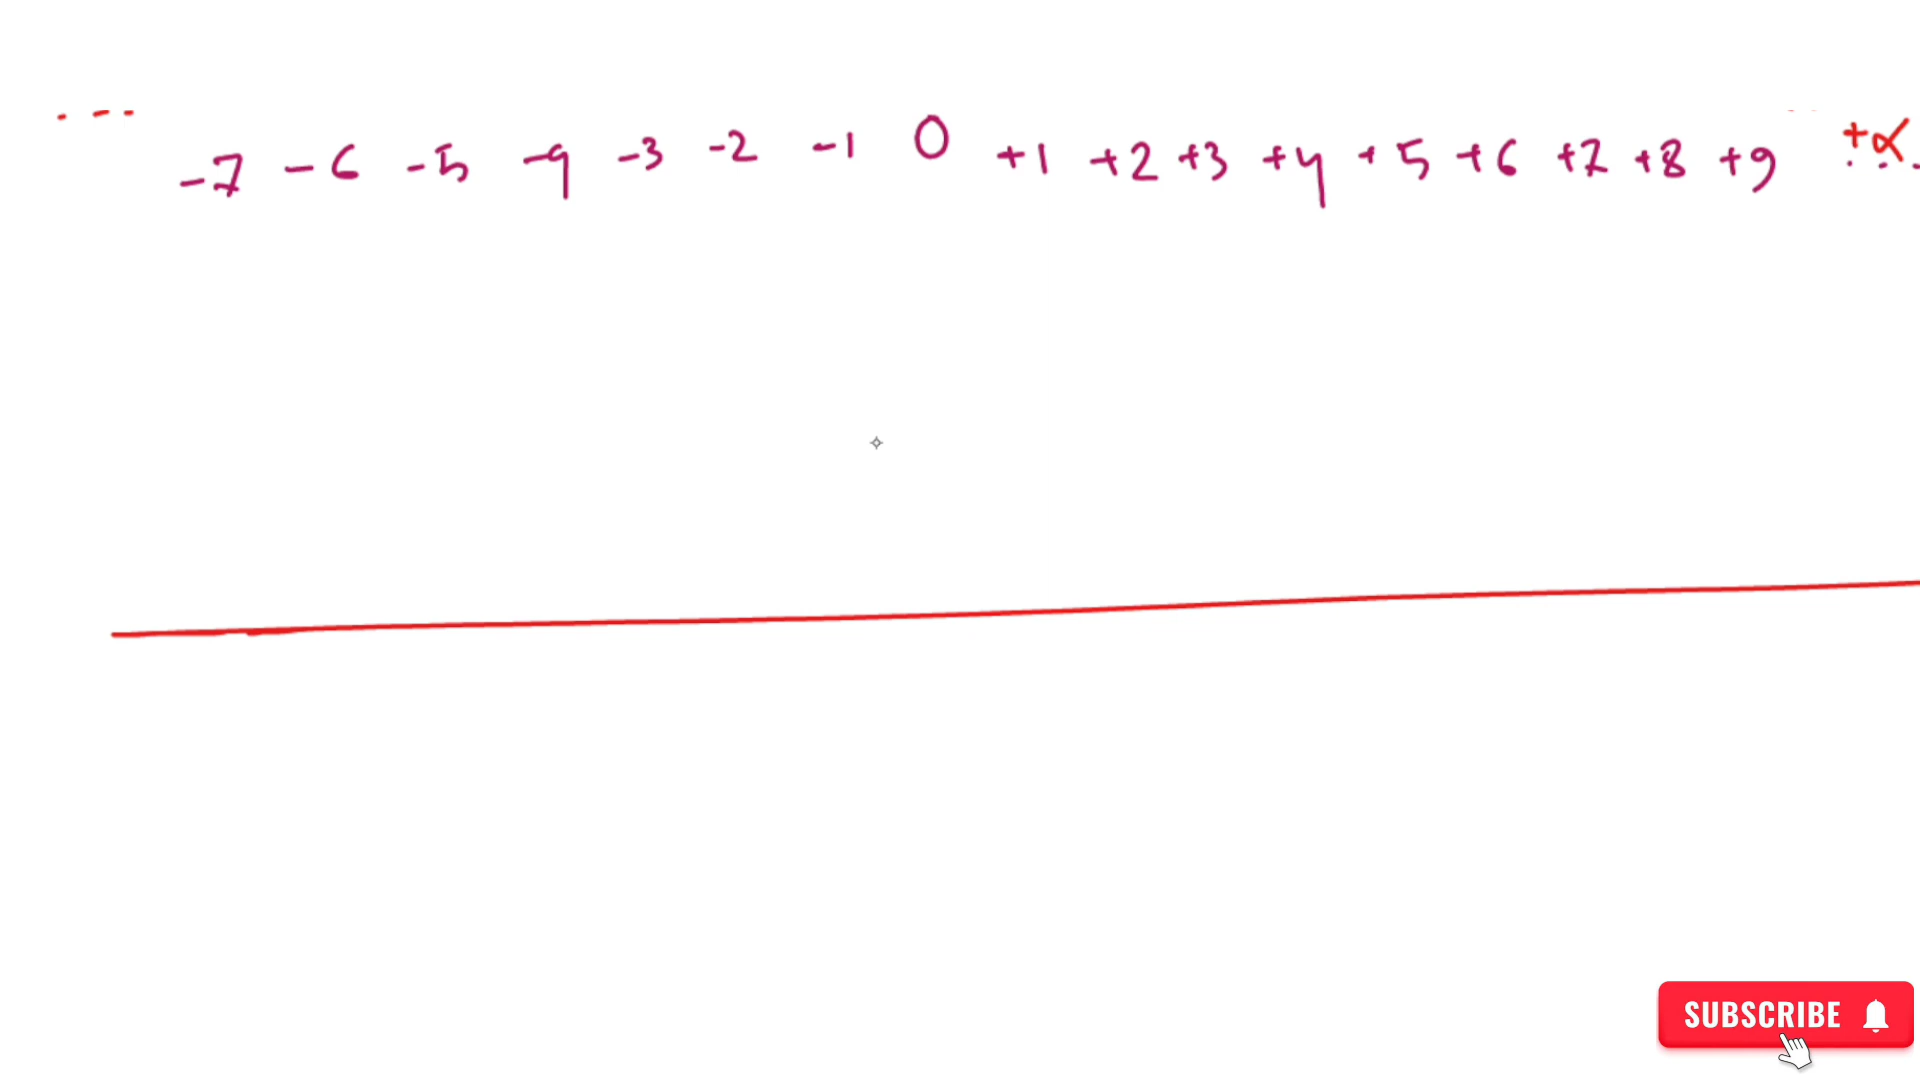 ... -7 -6 -5 -4 -3 -2 -1 0 +1 +2 +3 +4 +5 +6 +7 +8 +9 ... +α
SUBSCRIBE